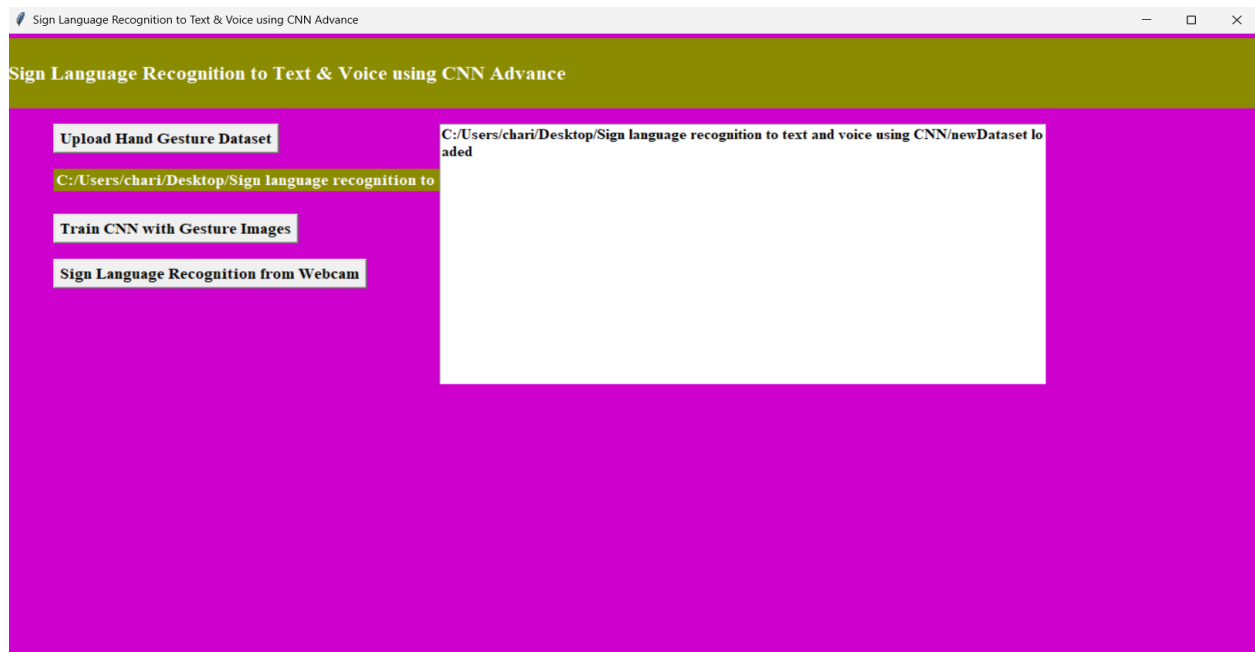 Sign Language Recognition to Text & Voice using CNN Advance
Sign Language Recognition to Text & Voice using CNN Advance
Upload Hand Gesture Dataset
C:/Users/chari/Desktop/Sign language recognition to
Train CNN with Gesture Images
Sign Language Recognition from Webcam
C:/Users/chari/Desktop/Sign language recognition to text and voice using CNN/newDataset lo
aded